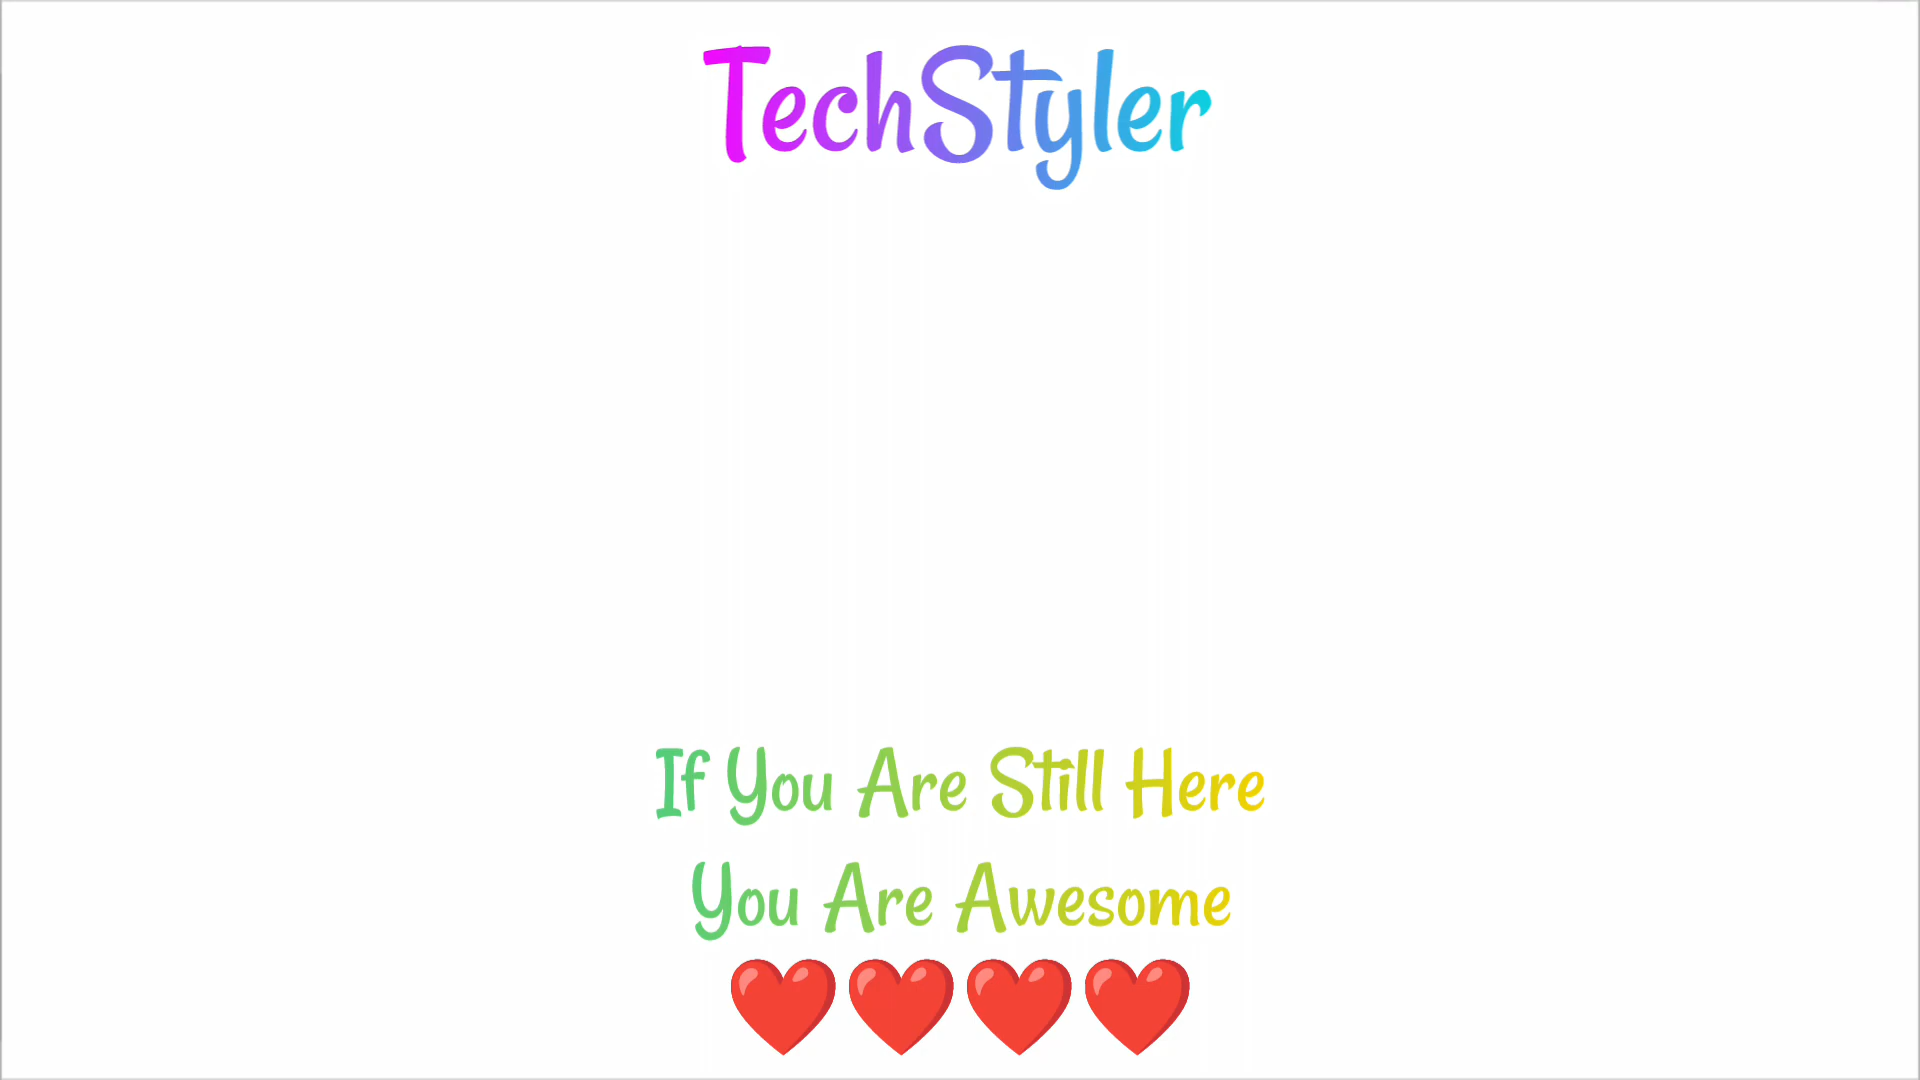 TechStyler
If You Are Still Here
You Are Awesome
❤️❤️❤️❤️